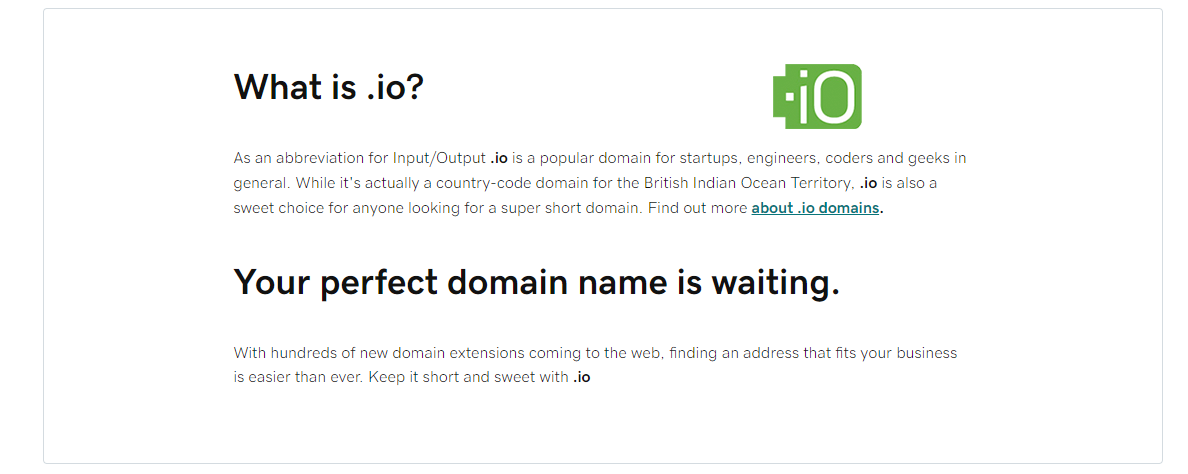 What is .io?
.iO
As an abbreviation for Input/Output .io is a popular domain for startups, engineers, coders and geeks in
general. While it's actually a country-code domain for the British Indian Ocean Territory, .io is also a
sweet choice for anyone looking for a super short domain. Find out more about .io domains.
Your perfect domain name is waiting.
With hundreds of new domain extensions coming to the web, finding an address that fits your business
is easier than ever. Keep it short and sweet with .io